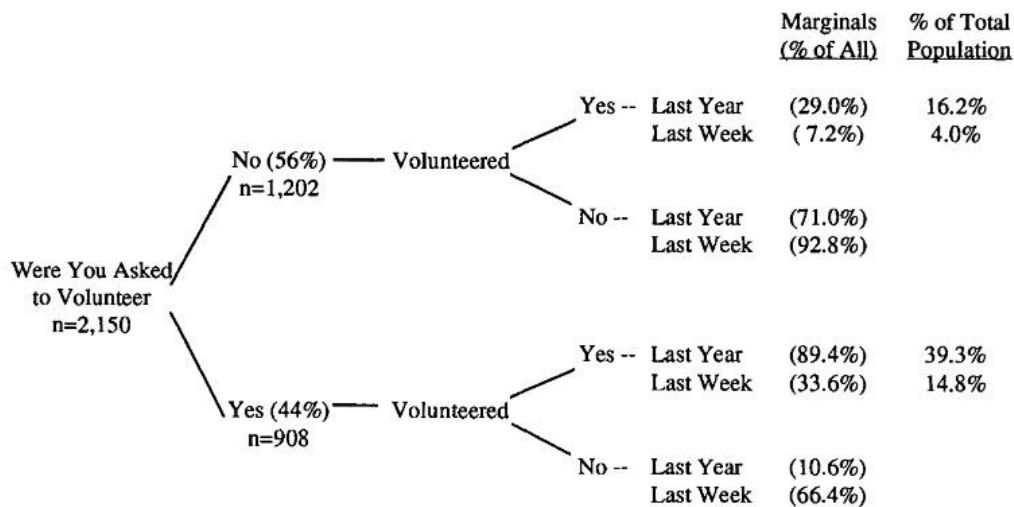 Marginals % of Total
(% of All) Population
Yes -- Last Year (29.0%) 16.2%
Last Week ( 7.2%) 4.0%
No (56%) Volunteered
n=1,202
No -- Last Year (71.0%)
Last Week (92.8%)
Were You Asked
to Volunteer
n=2,150
Yes -- Last Year (89.4%) 39.3%
Last Week (33.6%) 14.8%
Yes (44%) Volunteered
n=908
No -- Last Year (10.6%)
Last Week (66.4%)